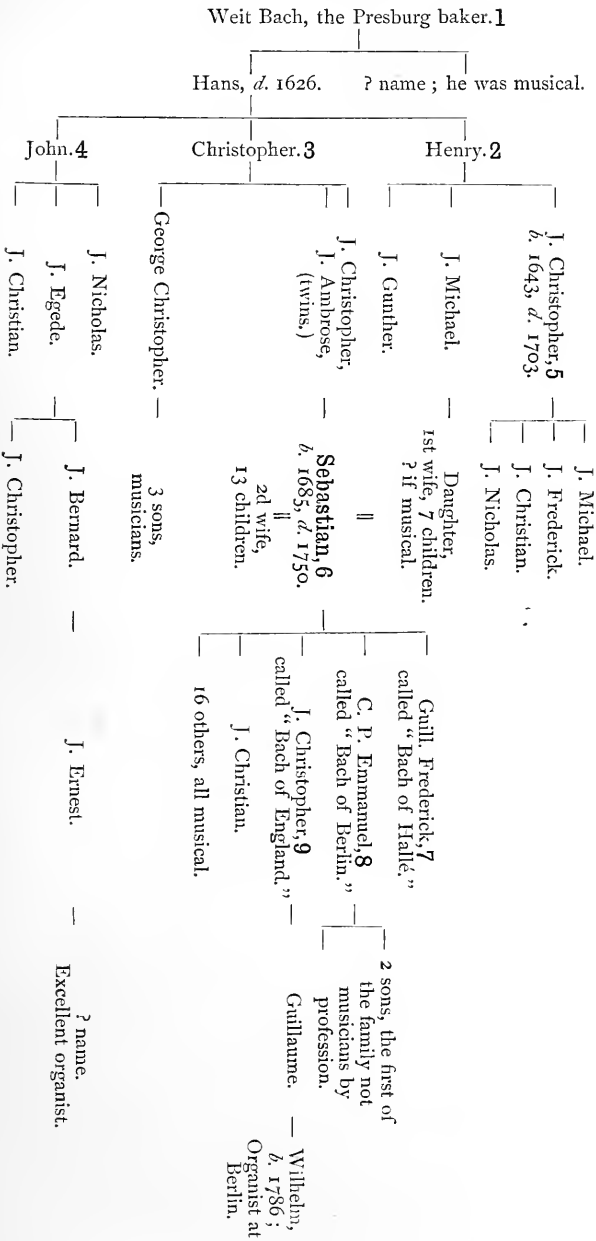 Weit Bach, the Presburg baker.1
Hans, d. 1626.
? name ; he was musical.
John.4
Christopher.3
Henry.2
J. Christian.
J. Egede.
J. Nicholas.
George Christopher.
J. Christopher,
J. Ambrose,
(twins.)
J. Gunther.
J. Michael.
J. Christopher,5
b. 1643, d. 1703.
J. Christopher.
J. Bernard.
3 sons,
musicians.
Sebastian,6
b. 1685, d. 1750.
||
2d wife,
13 children.
||
Daughter,
1st wife, 7 children.
? if musical.
J. Michael.
J. Frederick.
J. Christian.
J. Nicholas.
J. Ernest.
Guill. Frederick,7
called “Bach of Hallé.”
C. P. Emmanuel,8
called “Bach of Berlin.”
J. Christopher,9
called “Bach of England.”
J. Christian.
16 others, all musical.
? name.
Excellent organist.
2 sons, the first of
the family not
musicians by
profession.
Guillaume.
Wilhelm,
b. 1786 ;
Organist at
Berlin.